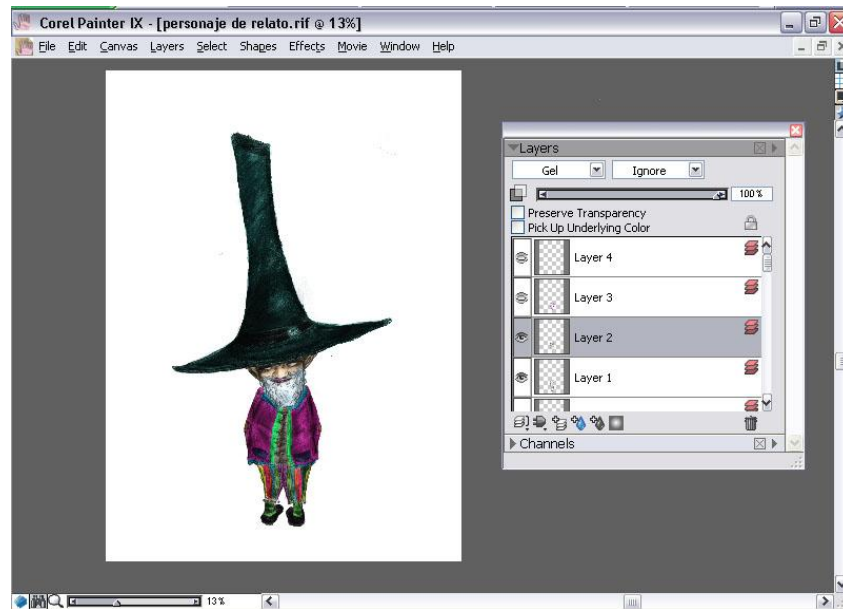 Corel Painter IX - [personaje de relato.rif @ 13%]
File Edit Canvas Layers Select Shapes Effects Movie Window Help
Layers
Gel Ignore
100%
Preserve Transparency
Pick Up Underlying Color
Layer 4
Layer 3
Layer 2
Layer 1
Channels
13%